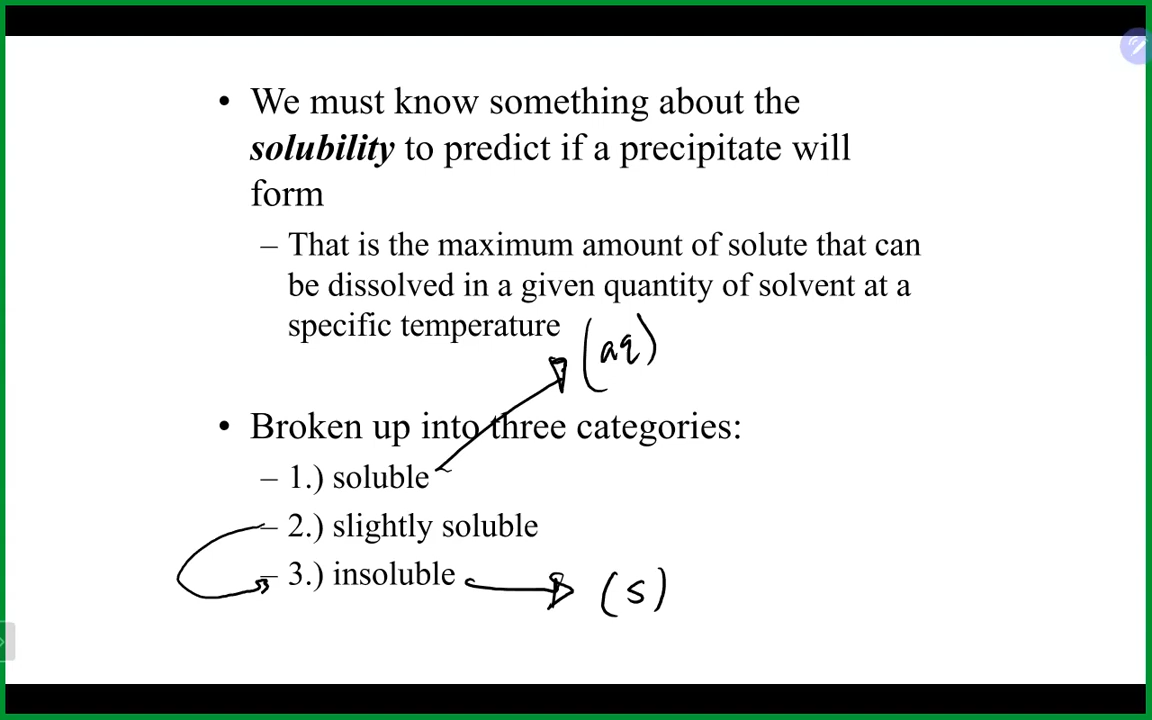 • We must know something about the
solubility to predict if a precipitate will
form
– That is the maximum amount of solute that can
be dissolved in a given quantity of solvent at a
specific temperature
(aq)
• Broken up into three categories:
– 1.) soluble
– 2.) slightly soluble
– 3.) insoluble
(s)